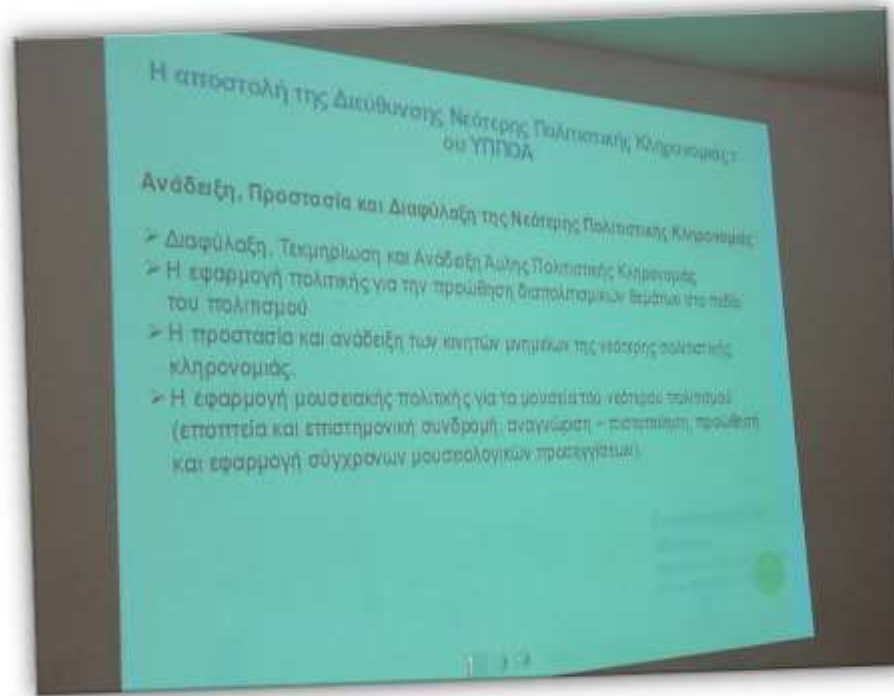 Η αποστολή της Διεύθυνσης Νεότερης Πολιτιστικής Κληρονομιάς τ
ου ΥΠΠΟΑ
Ανάδειξη, Προστασία και Διαφύλαξη της Νεότερης Πολιτιστικής Κληρονομιάς
➢ Διαφύλαξη, Τεκμηρίωση και Ανάδειξη Άυλης Πολιτιστικής Κληρονομιάς
➢ Η εφαρμογή πολιτικής για την προώθηση διαπολιτισμικών θεμάτων στο πεδίο
του πολιτισμού
➢ Η προστασία και ανάδειξη των κινητών μνημείων της νεότερης πολιτιστικής
κληρονομιάς.
➢ Η εφαρμογή μουσειακής πολιτικής για τα μουσεία του νεότερου πολιτισμού
(εποπτεία και επιστημονική συνδρομή, αναγνώριση – πιστοποίηση, προώθηση
και εφαρμογή σύγχρονων μουσειολογικών προσεγγίσεων).